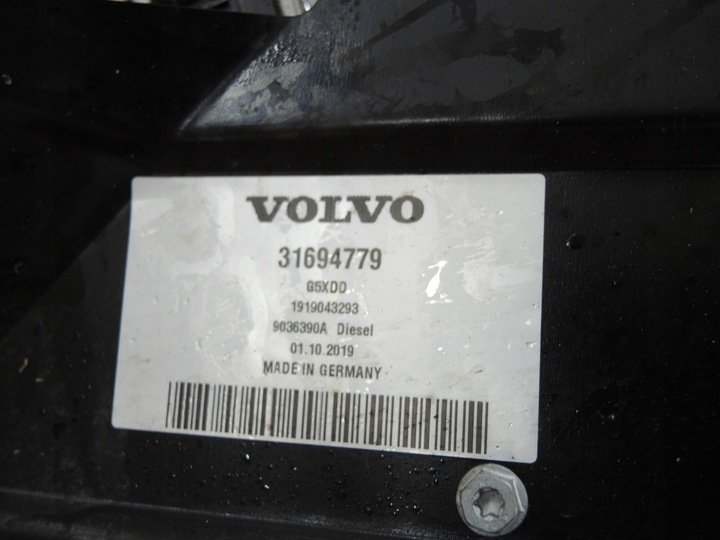 VOLVO
31694779
G5XDD
1919043293
9036390A Diesel
01.10.2019
MADE IN GERMANY